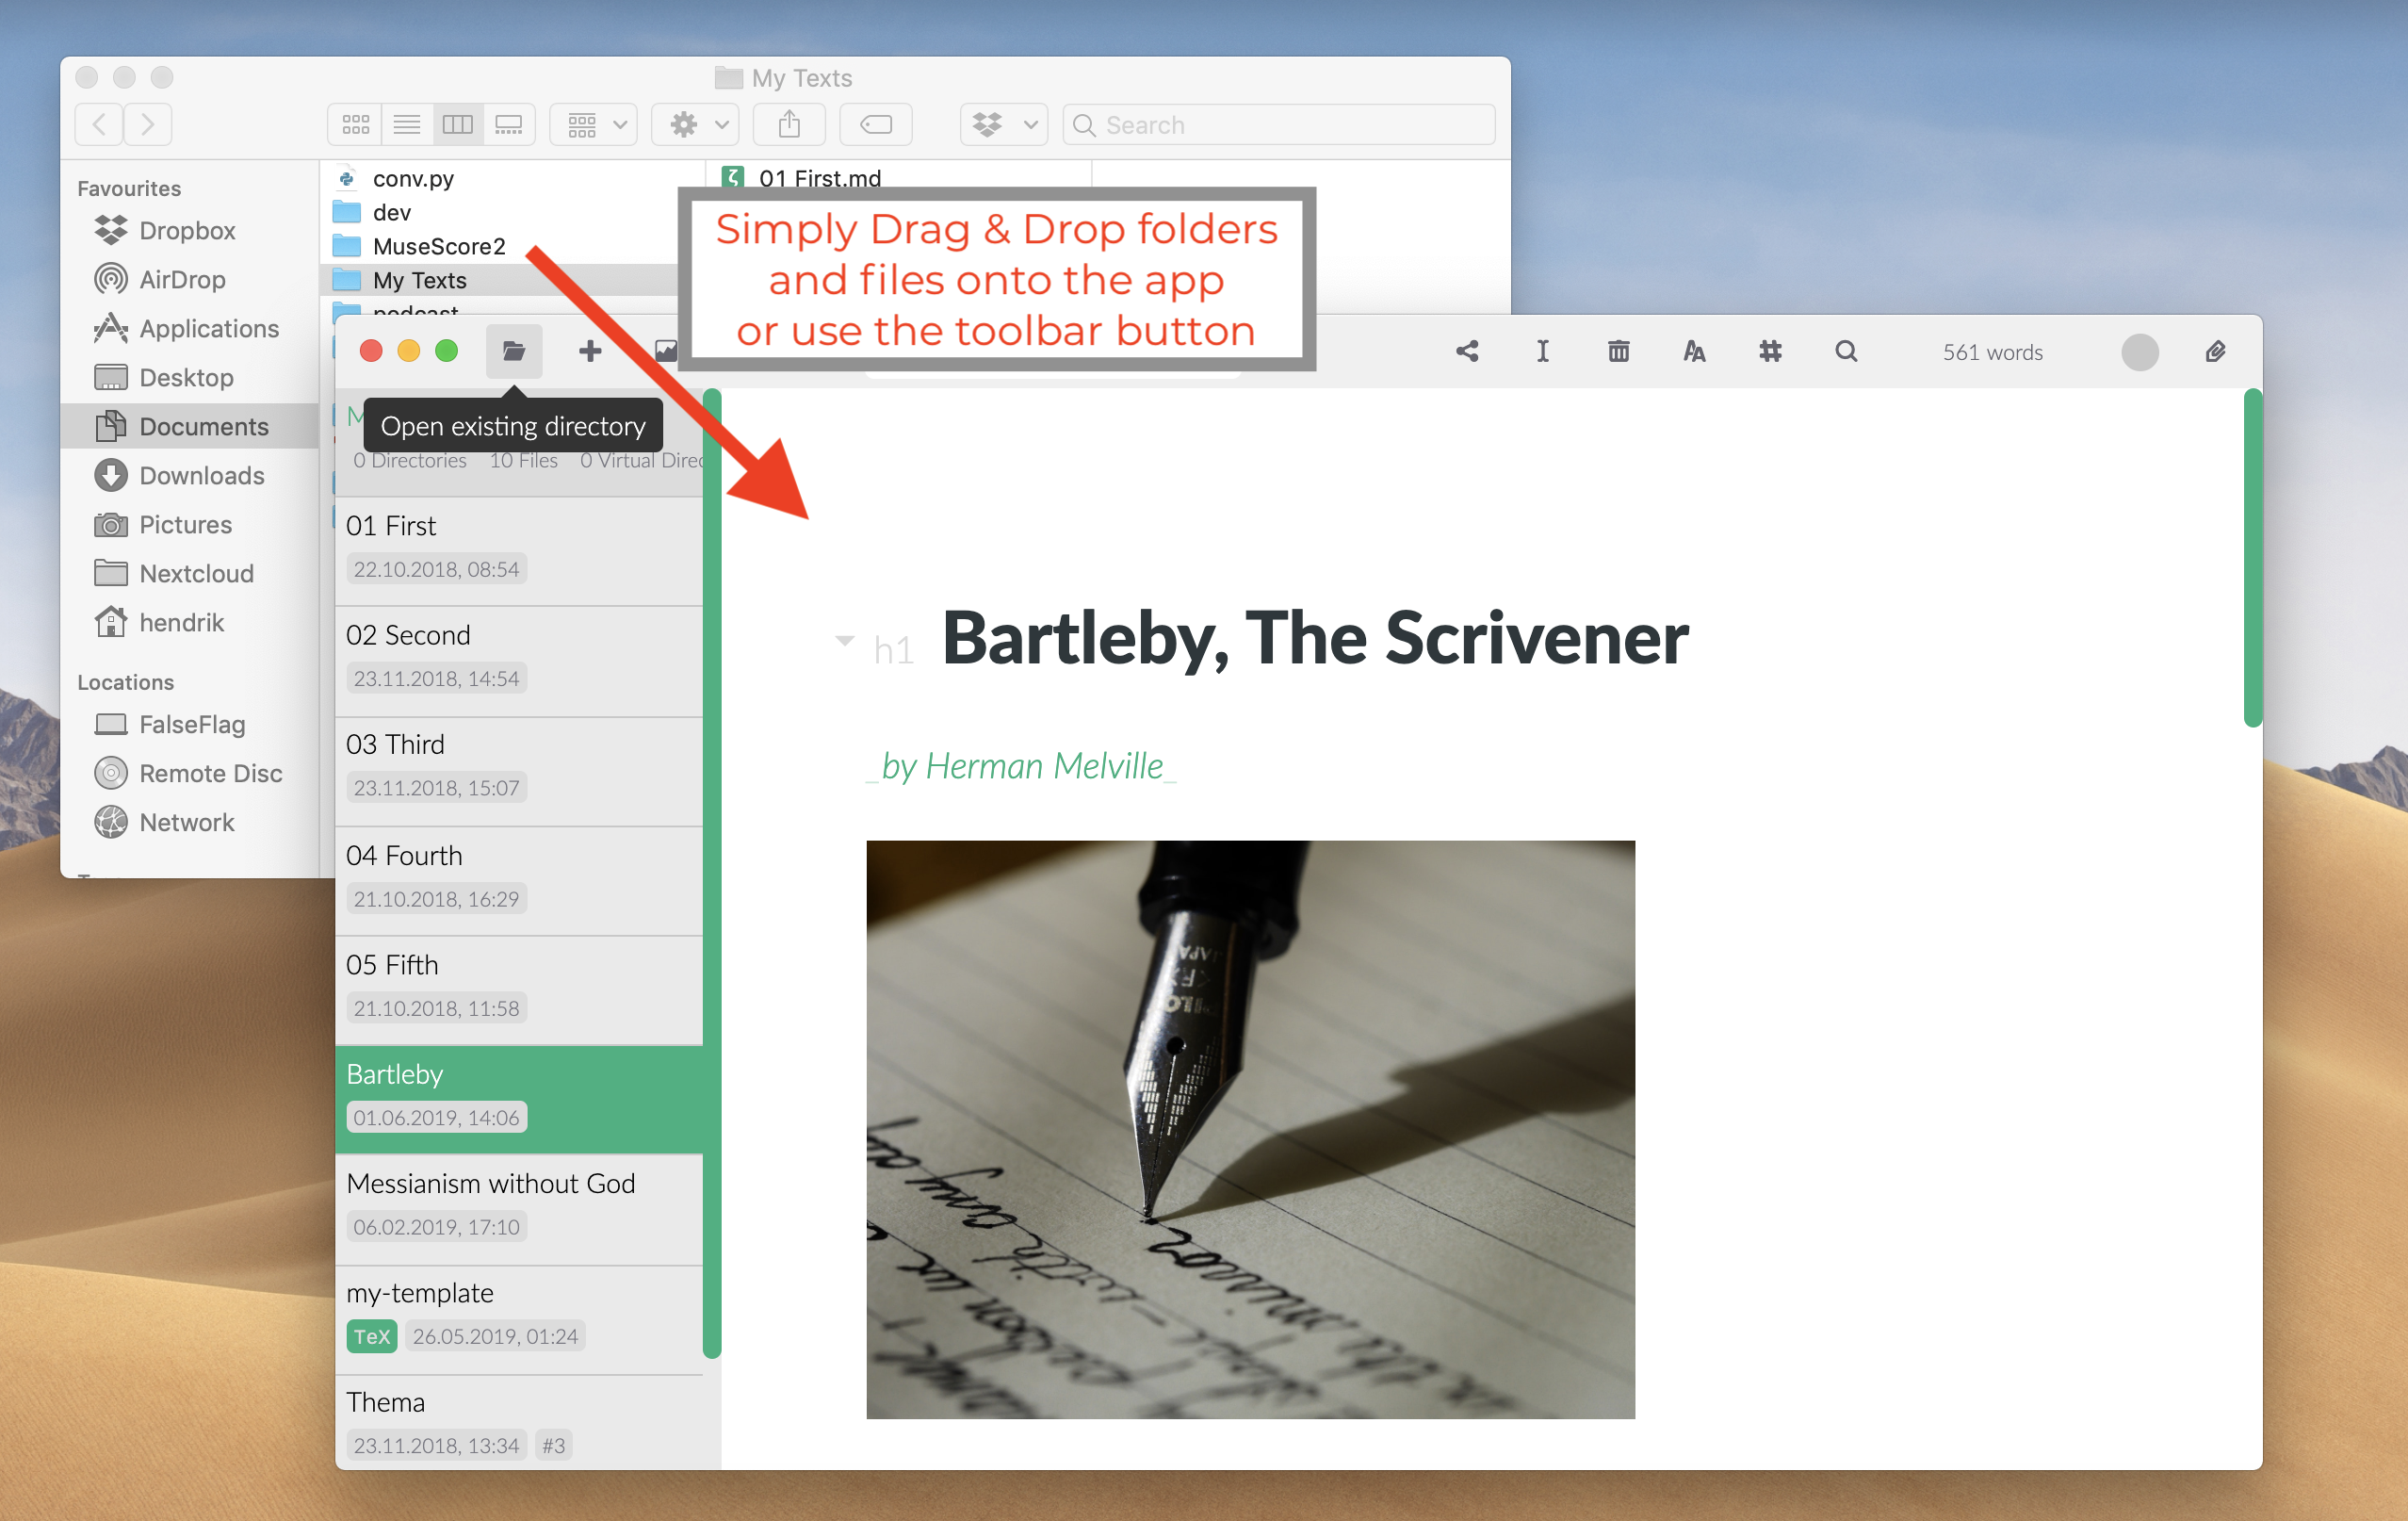 My Texts
Search
Favourites
Dropbox
AirDrop
Applications
Desktop
Documents
Downloads
Pictures
Nextcloud
hendrik
Locations
FalseFlag
Remote Disc
Network
conv.py
dev
MuseScore2
My Texts
podcast
01 First.md
Simply Drag & Drop folders
and files onto the app
or use the toolbar button
561 words
Open existing directory
0 Directories 10 Files 0 Virtual Direc
01 First
22.10.2018, 08:54
02 Second
23.11.2018, 14:54
03 Third
23.11.2018, 15:07
04 Fourth
21.10.2018, 16:29
05 Fifth
21.10.2018, 11:58
Bartleby
01.06.2019, 14:06
Messianism without God
06.02.2019, 17:10
my-template
TeX 26.05.2019, 01:24
Thema
23.11.2018, 13:34 #3
h1 Bartleby, The Scrivener
_by Herman Melville_
JAPA